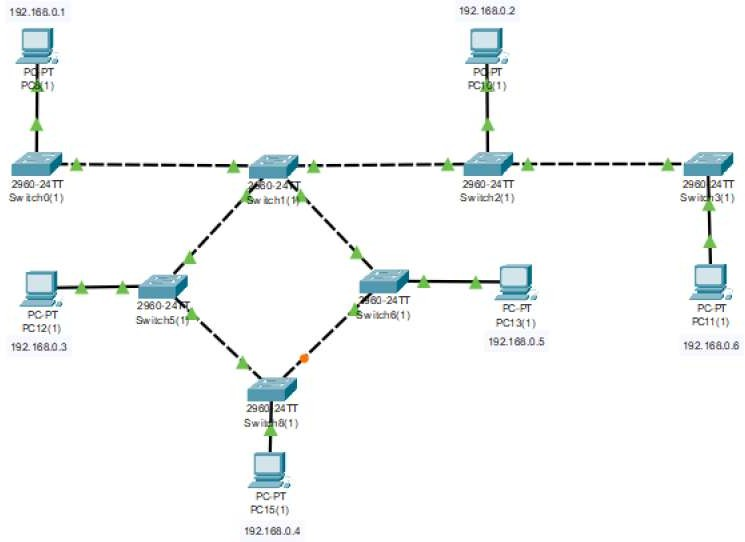 192.168.0.1
192.168.0.2
PC-PT
PC10(1)
PC-PT
2960-24TT
Switch0(1)
2960-24TT
Switch1(1)
2960-24TT
Switch2(1)
2960-24TT
Switch3(1)
PC-PT
PC12(1)
192.168.0.3
2960-24TT
Switch5(1)
2960-24TT
Switch6(1)
PC-PT
PC13(1)
192.168.0.5
PC-PT
PC11(1)
192.168.0.6
2960-24TT
Switch8(1)
PC-PT
PC15(1)
192.168.0.4